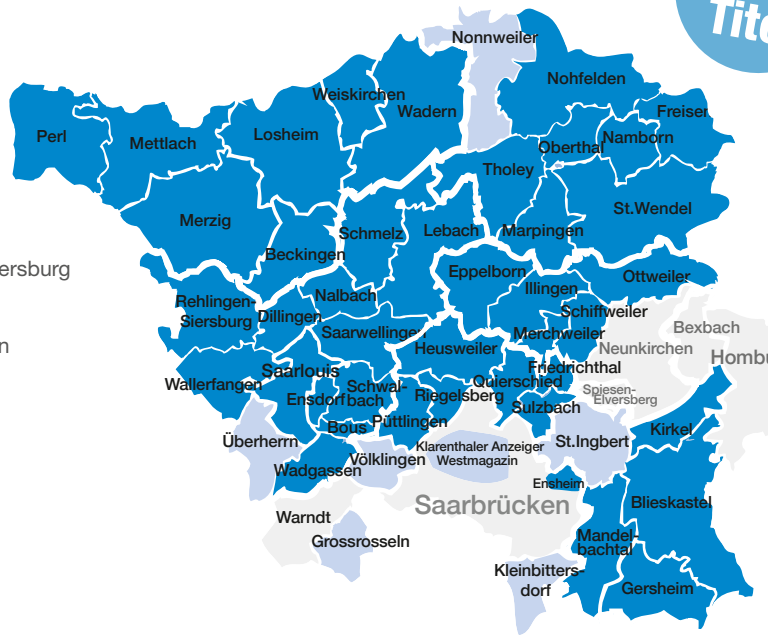 Tite
Nonnweiler
Nohfelden
Weiskirchen
Wadern
Freisen
Perl
Mettlach
Losheim
Oberthal
Namborn
Tholey
St.Wendel
Merzig
Schmelz
Lebach
Marpingen
Beckingen
ersburg
Eppelborn
Ottweiler
Illingen
Nalbach
Rehlingen-
Siersburg
Dillingen
Schiffweiler
Saarwellingen
Merchweiler
Bexbach
n
Heusweiler
Neunkirchen
Hombu
Friedrichthal
Saarlouis
Wallerfangen
Quierschied
Schwal-
bach
Ensdorf
Riegelsberg
Spiesen-
Elversberg
Sulzbach
Bous
Püttlingen
Kirkel
Überherrn
Klarenthaler Anzeiger
Westmagazin
St.Ingbert
Völklingen
Wadgassen
Ensheim
Blieskastel
Saarbrücken
Warndt
Grossrosseln
Mandel-
bachtal
Kleinbitters-
dorf
Gersheim